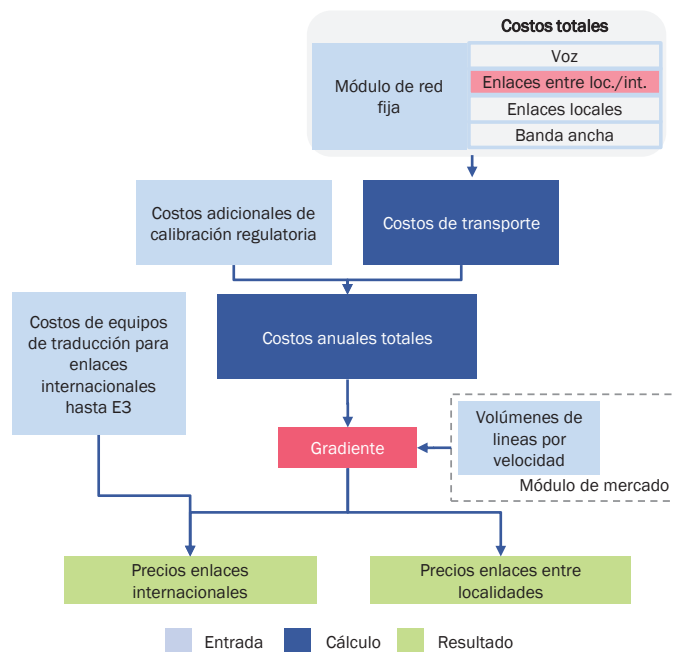 Costos totales
Módulo de red
fija
Voz
Enlaces entre loc./int.
Enlaces locales
Banda ancha
Costos adicionales de
calibración regulatoria
Costos de transporte
Costos de equipos
de traducción para
enlaces
internacionales
hasta E3
Costos anuales totales
Gradiente
Volúmenes de
lineas por
velocidad
Módulo de mercado
Precios enlaces
internacionales
Precios enlaces entre
localidades
Entrada
Cálculo
Resultado